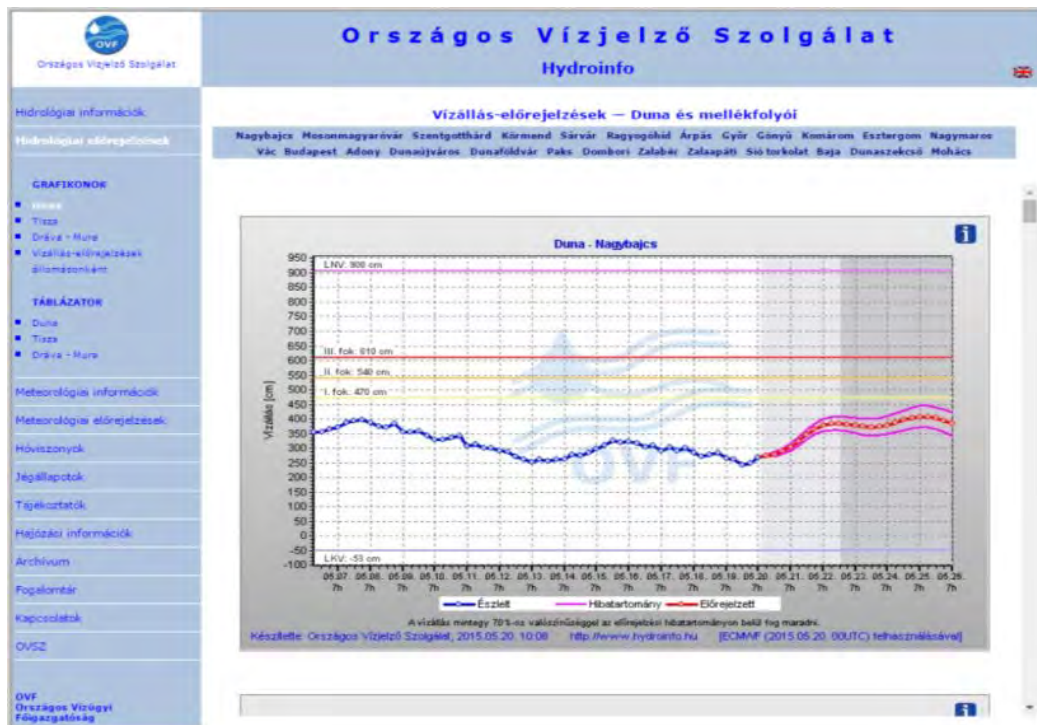 OVF
Országos Vízjelző Szolgálat
Országos Vízjelző Szolgálat
Hydroinfo
Hidrológiai információk
Hidrológiai előrejelzések
GRAFIKONOK
Duna
Tisza
Dráva - Mura
Vízállás-előrejelzések
állomásonként
TÁBLÁZATOK
Duna
Tisza
Dráva - Mura
Meteorológiai információk
Meteorológiai előrejelzések
Hóviszonyok
Jégállapotok
Tájékoztatók
Hajózási információk
Archívum
Fogalomtár
Kapcsolatok
OVSZ
OVF
Országos Vízügyi
Főigazgatóság
Vízállás-előrejelzések — Duna és mellékfolyói
Nagybajcs Mosonmagyaróvár Szentgotthárd Körmend Sárvár Ragyogóhíd Árpás Győr Gönyü Komárom Esztergom Nagymaros
Vác Budapest Adony Dunaújváros Dunaföldvár Paks Dombori Zalabér Zalaapáti Sió torkolat Baja Dunaszekcső Mohács
i
Duna - Nagybajcs
Vízállás [cm]
950
900
850
800
750
700
650
600
550
500
450
400
350
300
250
200
150
100
50
0
-50
-100
LNV: 908 cm
III. fok: 610 cm
II. fok: 540 cm
I. fok: 470 cm
OVF
LKV: -53 cm
05.07. 05.08. 05.09. 05.10. 05.11. 05.12. 05.13. 05.14. 05.15. 05.16. 05.17. 05.18. 05.19. 05.20. 05.21. 05.22. 05.23. 05.24. 05.25. 05.26.
7h 7h 7h 7h 7h 7h 7h 7h 7h 7h 7h 7h 7h 7h 7h 7h 7h 7h 7h 7h
Észlelt Hibatartomány Előrejelzett
A vízállás mintegy 70%-os valószínűséggel az előrejelzési hibatartományon belül fog maradni.
Készítette: Országos Vízjelző Szolgálat, 2015.05.20. 10:08 http://www.hydroinfo.hu [ECMWF (2015.05.20. 00UTC) felhasználásával]
i